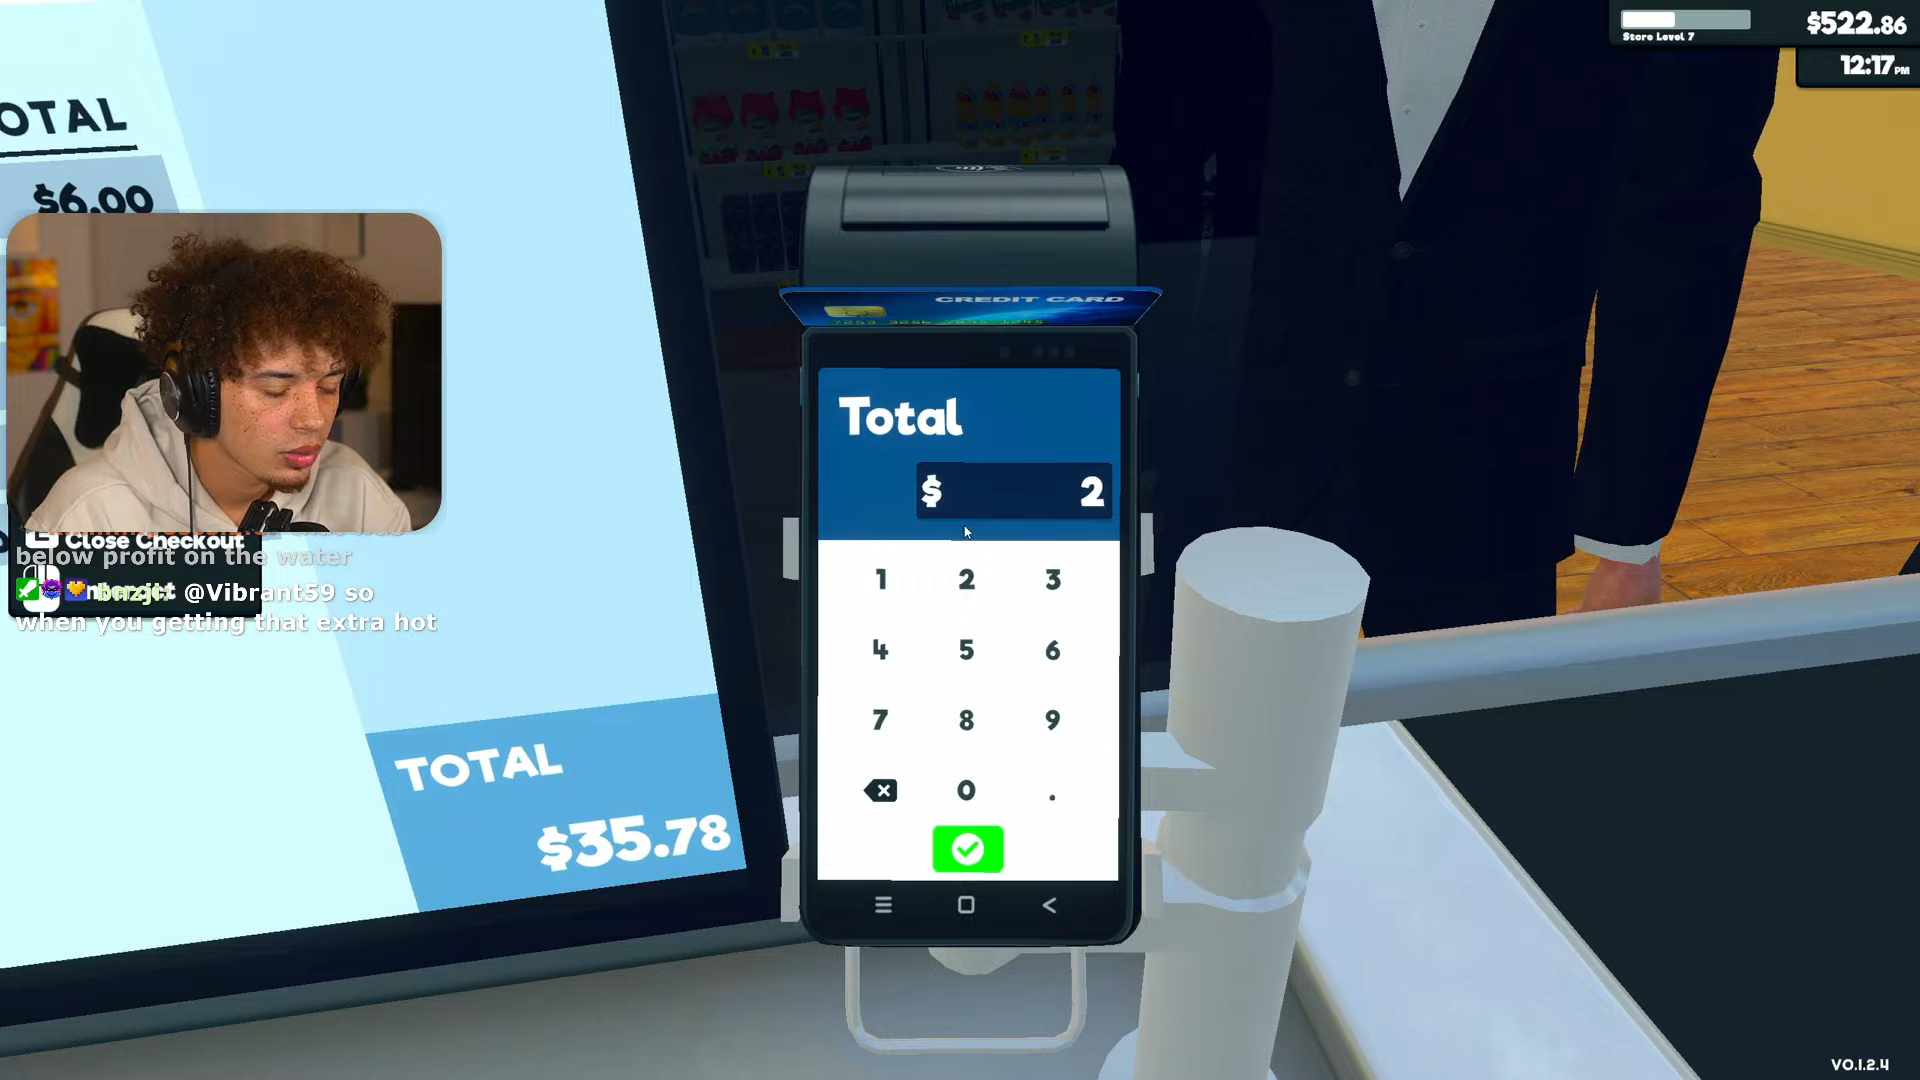 $522.86
Store Level 7
12:17PM
OTAL
$6.00
CREDIT CARD
Total
$ 2
1 2 3
4 5 6
7 8 9
0 .
Close Checkout
below profit on the water
bnzjit: @Vibrant59 so
when you getting that extra hot
TOTAL
$35.78
V0.1.2.4